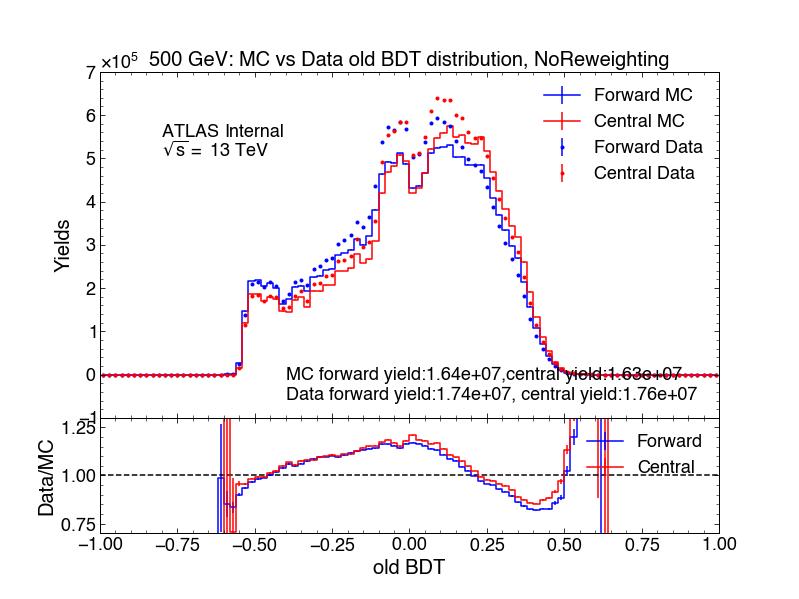 ×10⁵ 500 GeV: MC vs Data old BDT distribution, NoReweighting
7
6
5
4
3
2
1
0
−1
Yields
ATLAS Internal
√s = 13 TeV
Forward MC
Central MC
Forward Data
Central Data
MC forward yield:1.64e+07,central yield:1.63e+07
Data forward yield:1.74e+07, central yield:1.76e+07
1.25
1.00
0.75
Data/MC
Forward
Central
−1.00 −0.75 −0.50 −0.25 0.00 0.25 0.50 0.75 1.00
old BDT